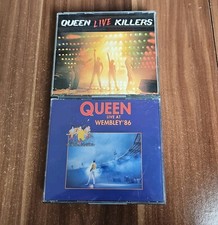 QUEEN LIVE KILLERS
QUEEN
LIVE AT
WEMBLEY '86